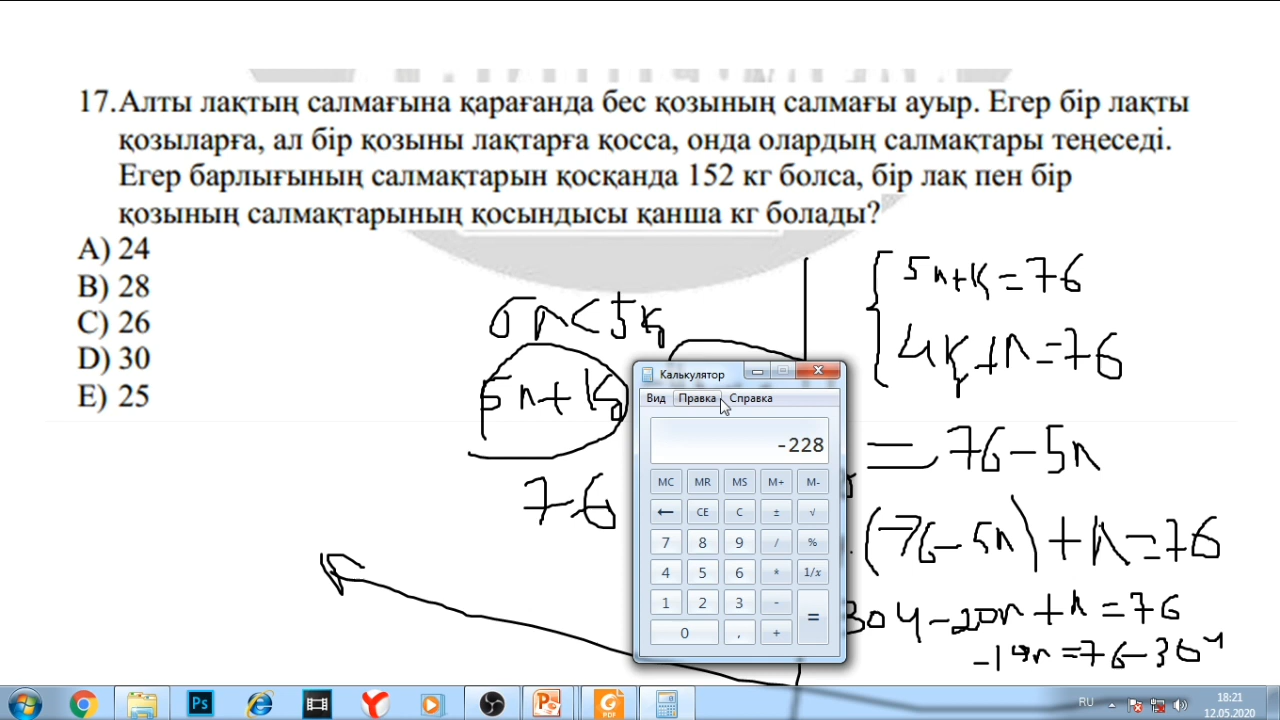 17. Алты лақтың салмағына қарағанда бес қозының салмағы ауыр. Егер бір лақты
қозыларға, ал бір қозыны лақтарға қосса, онда олардың салмақтары теңеседі.
Егер барлығының салмақтарын қосқанда 152 кг болса, бір лақ пен бір
қозының салмақтарының қосындысы қанша кг болады?
A) 24
B) 28
C) 26
D) 30
E) 25
6л<5қ
5л+қ
76
5л+қ=76
4қ+л=76
=76-5л
(76-5л)+л=76
304-20л+л=76
-19л=76-304
Калькулятор
Вид Правка Справка
-228
MC MR MS M+ M-
← CE C ± √
7 8 9 / %
4 5 6 * 1/x
1 2 3 - =
0 , +
Ps
PDF
RU
18:21
12.05.2020